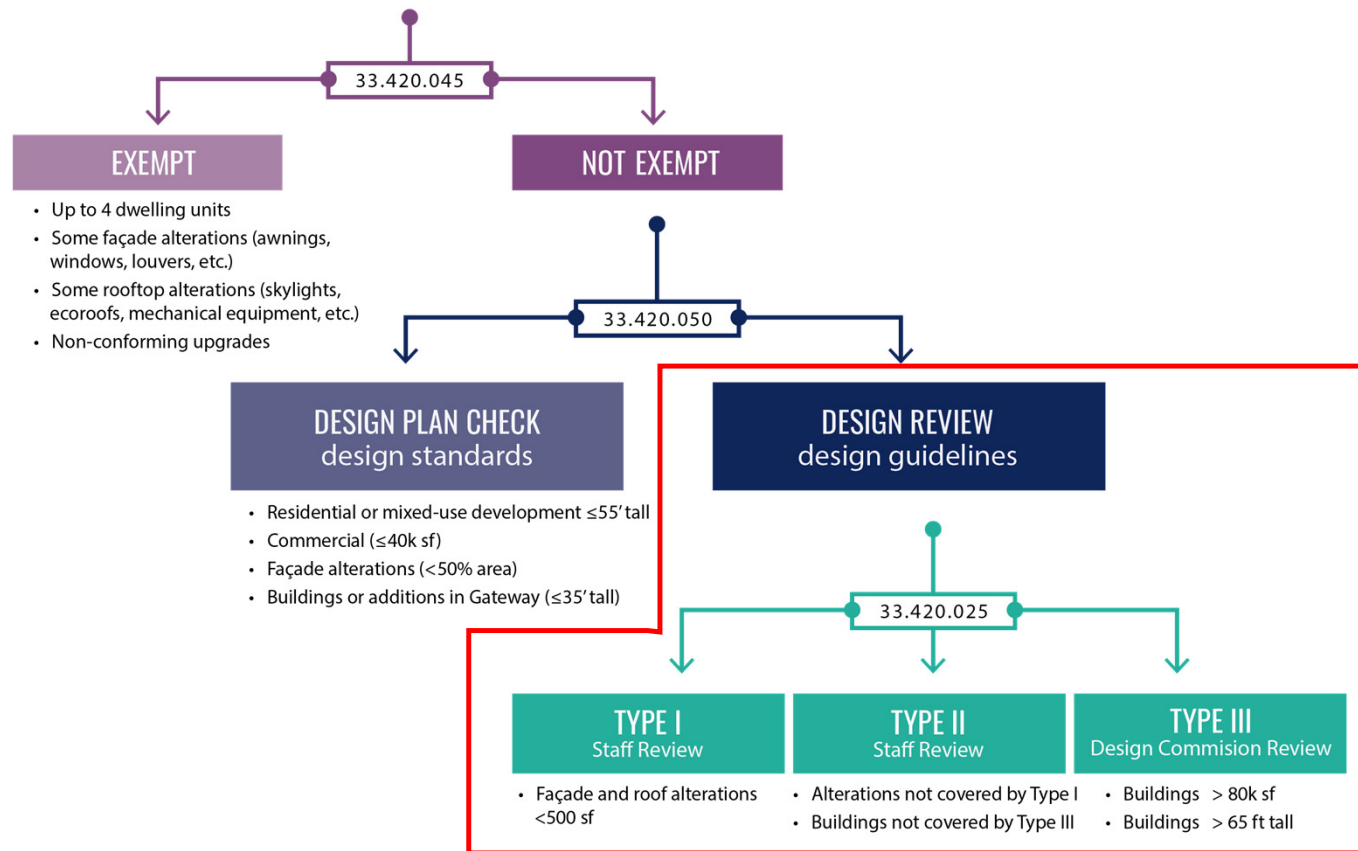 33.420.045
EXEMPT
NOT EXEMPT
• Up to 4 dwelling units
• Some façade alterations (awnings,
windows, louvers, etc.)
• Some rooftop alterations (skylights,
ecoroofs, mechanical equipment, etc.)
• Non-conforming upgrades
33.420.050
DESIGN PLAN CHECK
design standards
• Residential or mixed-use development ≤55' tall
• Commercial (≤40k sf)
• Façade alterations (<50% area)
• Buildings or additions in Gateway (≤35' tall)
DESIGN REVIEW
design guidelines
33.420.025
TYPE I
Staff Review
• Façade and roof alterations
<500 sf
TYPE II
Staff Review
• Alterations not covered by Type I
• Buildings not covered by Type III
TYPE III
Design Commision Review
• Buildings > 80k sf
• Buildings > 65 ft tall